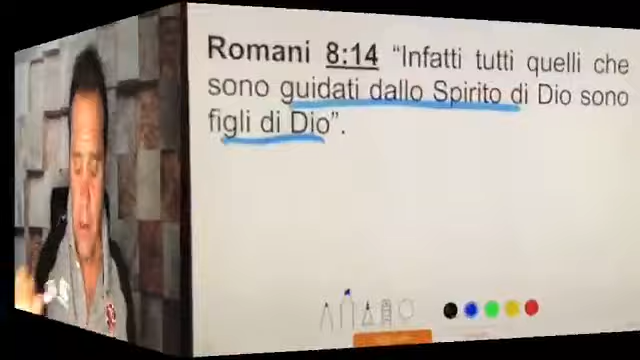 Romani 8:14 “Infatti tutti quelli che
sono guidati dallo Spirito di Dio sono
figli di Dio”.